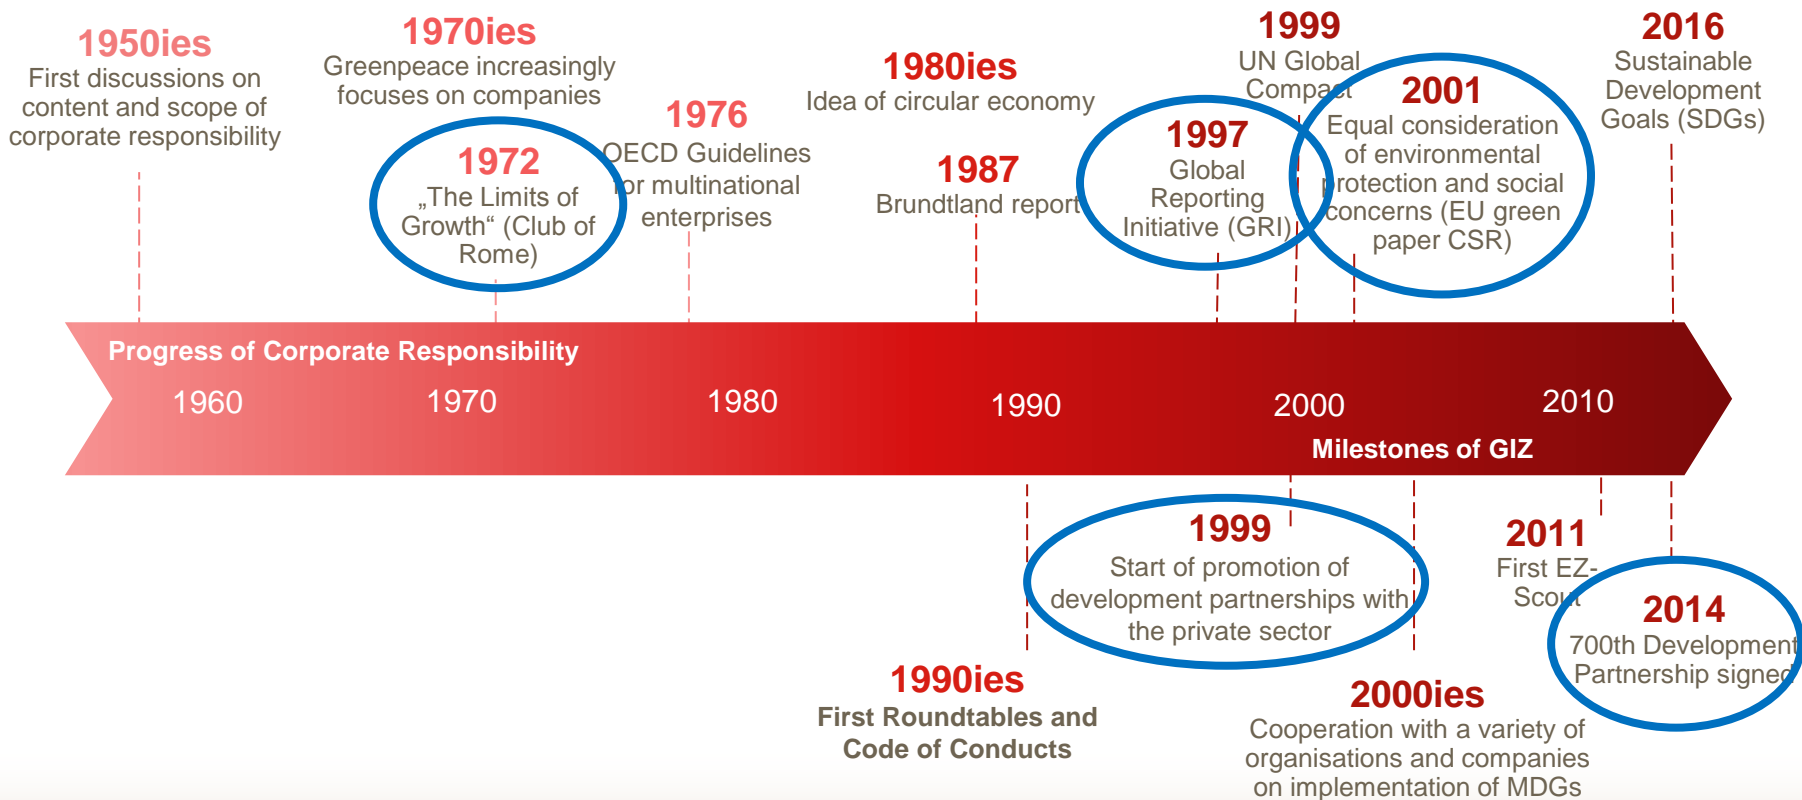 1950ies
First discussions on
content and scope of
corporate responsibility
1970ies
Greenpeace increasingly
focuses on companies
1972
„The Limits of
Growth“ (Club of
Rome)
1976
OECD Guidelines
for multinational
enterprises
1980ies
Idea of circular economy
1987
Brundtland report
1997
Global
Reporting
Initiative (GRI)
1999
UN Global
Compact
2001
Equal consideration
of environmental
protection and social
concerns (EU green
paper CSR)
2016
Sustainable
Development
Goals (SDGs)
Progress of Corporate Responsibility
1960 1970 1980 1990 2000 2010
Milestones of GIZ
1990ies
First Roundtables and
Code of Conducts
1999
Start of promotion of
development partnerships with
the private sector
2000ies
Cooperation with a variety of
organisations and companies
on implementation of MDGs
2011
First EZ-
Scout
2014
700th Development
Partnership signed